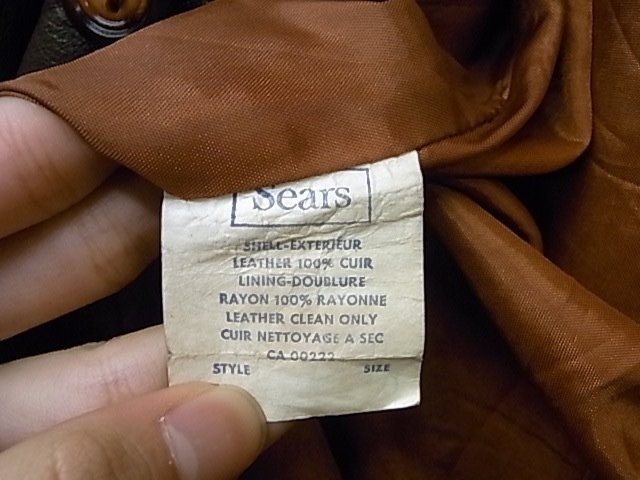 Sears
SHELL-EXTERIEUR
LEATHER 100% CUIR
LINING-DOUBLURE
RAYON 100% RAYONNE
LEATHER CLEAN ONLY
CUIR NETTOYAGE A SEC
CA 00222
STYLE SIZE